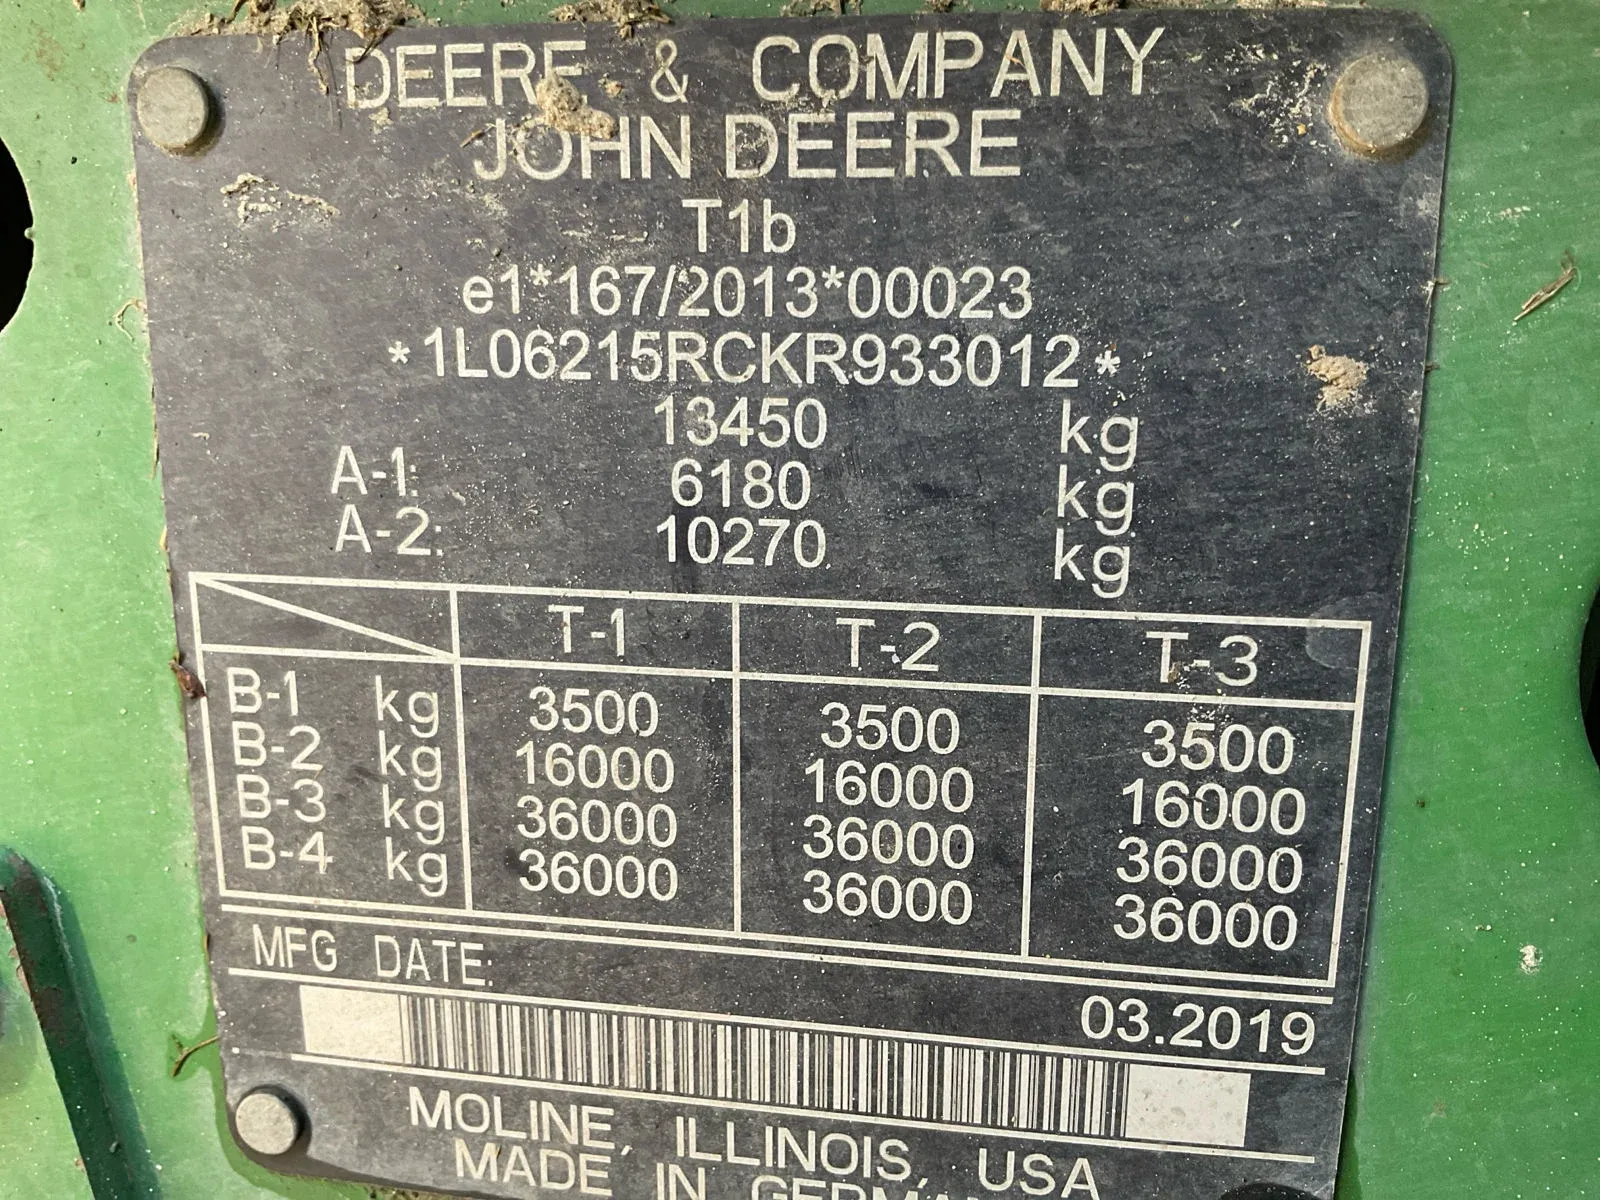 DEERE & COMPANY
JOHN DEERE
T1b
e1*167/2013*00023
*1L06215RCKR933012*
13450 kg
A-1: 6180 kg
A-2: 10270 kg
T-1 T-2 T-3
B-1 kg 3500 3500 3500
B-2 kg 16000 16000 16000
B-3 kg 36000 36000 36000
B-4 kg 36000 36000 36000
MFG DATE:
03.2019
MOLINE, ILLINOIS, USA
MADE IN GERMAN